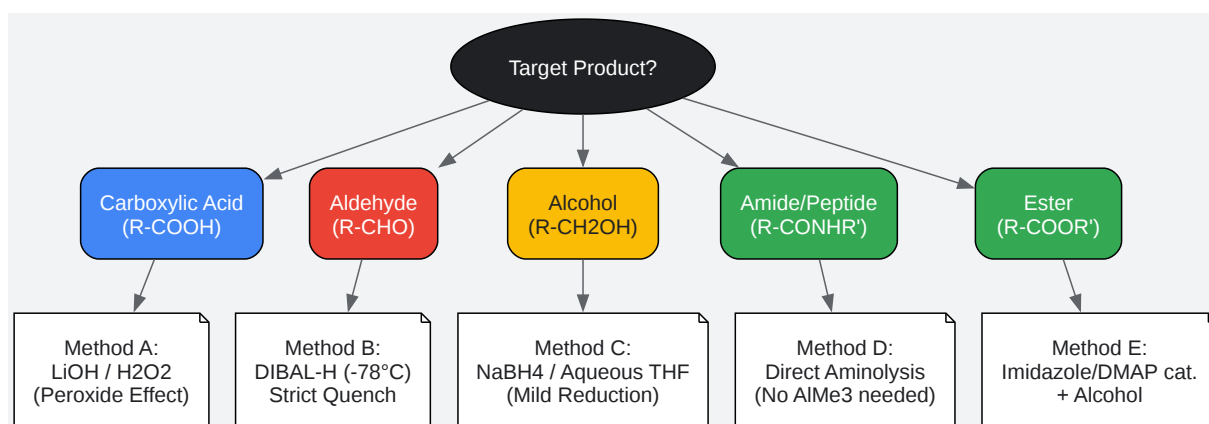 Target Product?
Carboxylic Acid
(R-COOH)
Aldehyde
(R-CHO)
Alcohol
(R-CH2OH)
Amide/Peptide
(R-CONHR')
Ester
(R-COOR')
Method A:
LiOH / H2O2
(Peroxide Effect)
Method B:
DIBAL-H (-78°C)
Strict Quench
Method C:
NaBH4 / Aqueous THF
(Mild Reduction)
Method D:
Direct Aminolysis
(No AlMe3 needed)
Method E:
Imidazole/DMAP cat.
+ Alcohol